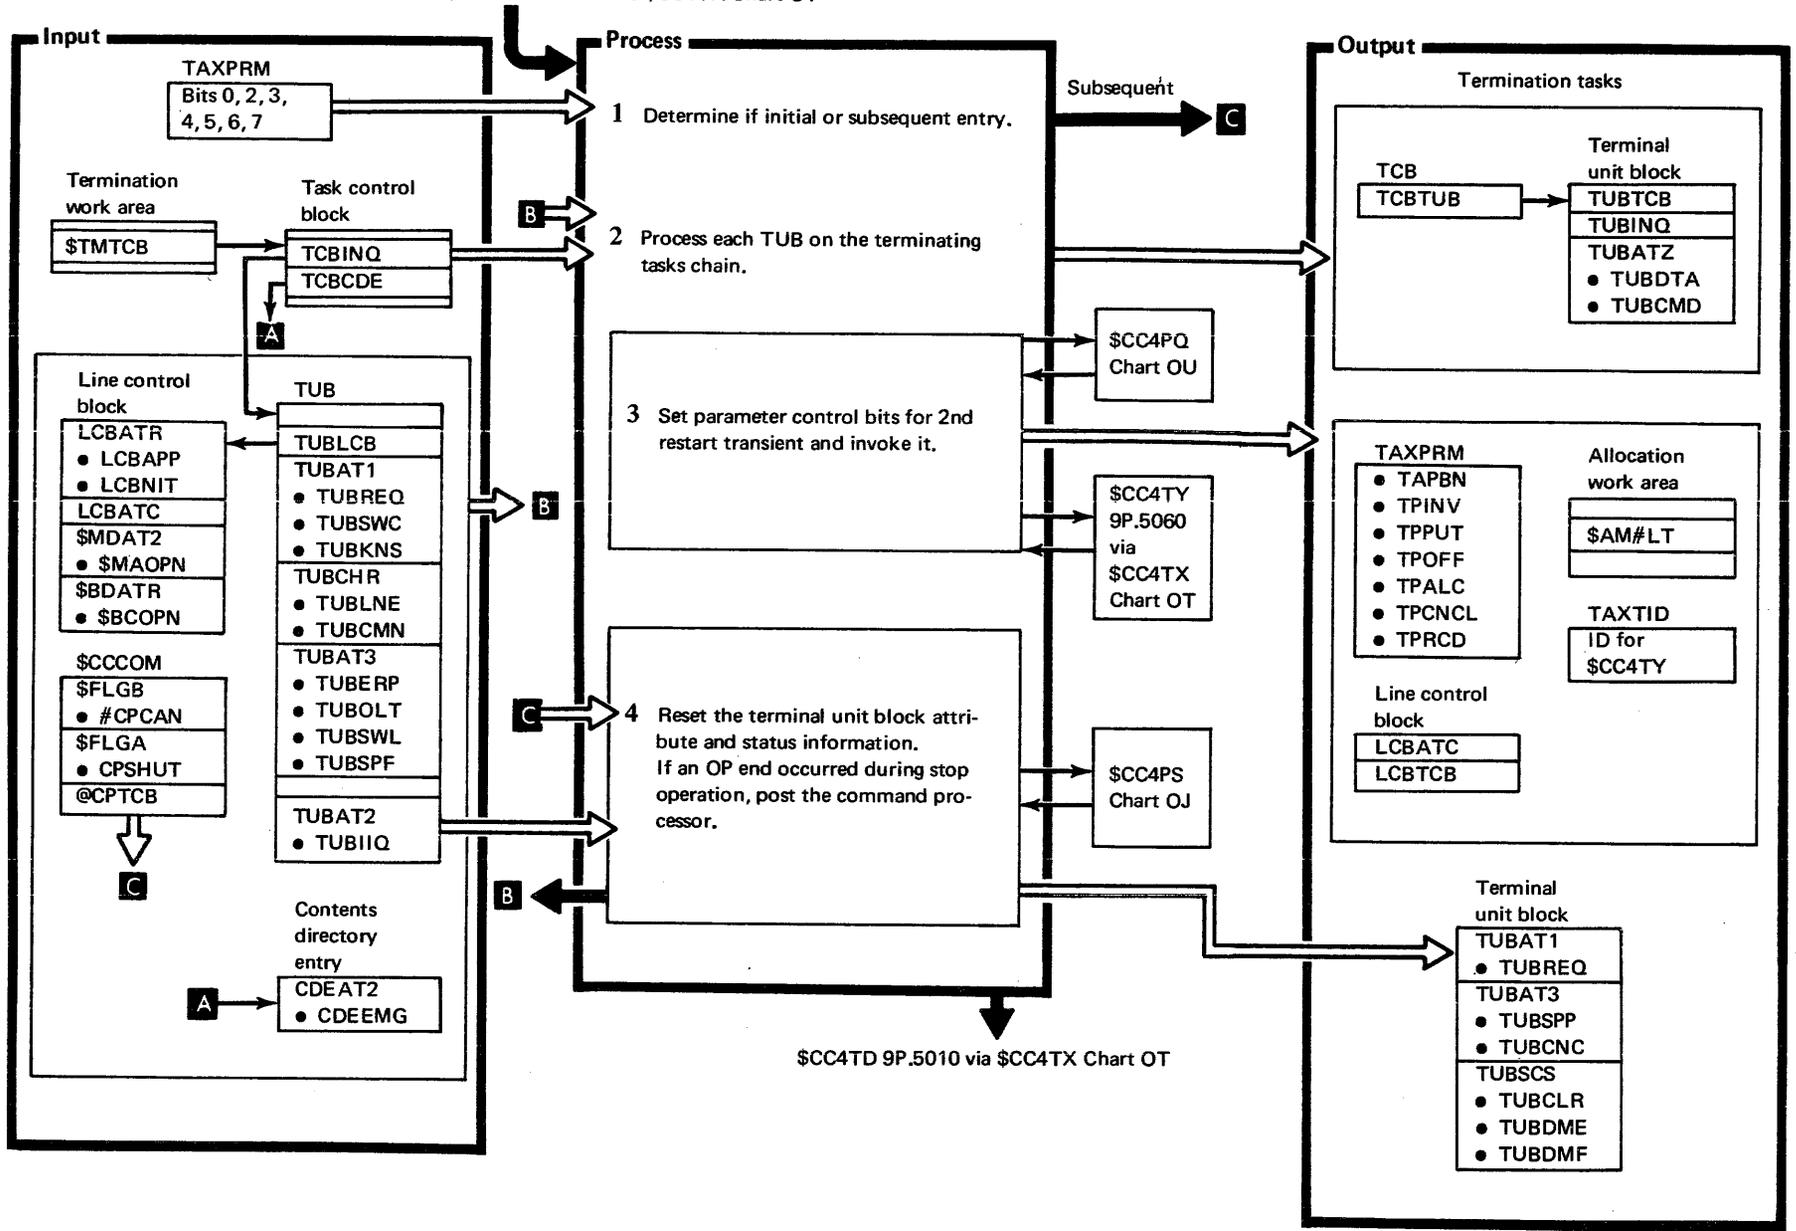 Input
TAXPRM
Bits 0, 2, 3,
4, 5, 6, 7
Termination
work area
$TMTCB
Task control
block
TCBINQ
TCBCDE
A
Line control
block
LCBATR
• LCBAPP
• LCBNIT
LCBATC
$MDAT2
• $MAOPN
$BDATR
• $BCOPN
$CCCOM
$FLGB
• #CPCAN
$FLGA
• CPSHUT
@CPTCB
C
TUB
TUBLCB
TUBAT1
• TUBREQ
• TUBSWC
• TUBKNS
TUBCHR
• TUBLNE
• TUBCMN
TUBAT3
• TUBERP
• TUBOLT
• TUBSWL
• TUBSPF
TUBAT2
• TUBIIQ
B
Contents
directory
entry
A
CDEAT2
• CDEEMG
Process
1 Determine if initial or subsequent entry.
Subsequent
C
B
2 Process each TUB on the terminating
tasks chain.
3 Set parameter control bits for 2nd
restart transient and invoke it.
$CC4PQ
Chart OU
$CC4TY
9P.5060
via
$CC4TX
Chart OT
C
4 Reset the terminal unit block attri-
bute and status information.
If an OP end occurred during stop
operation, post the command pro-
cessor.
$CC4PS
Chart OJ
B
$CC4TD 9P.5010 via $CC4TX Chart OT
Output
Termination tasks
TCB
TCBTUB
Terminal
unit block
TUBTCB
TUBINQ
TUBATZ
• TUBDTA
• TUBCMD
TAXPRM
• TAPBN
• TPINV
• TPPUT
• TPOFF
• TPALC
• TPCNCL
• TPRCD
Allocation
work area
$AM#LT
TAXTID
ID for
$CC4TY
Line control
block
LCBATC
LCBTCB
Terminal
unit block
TUBAT1
• TUBREQ
TUBAT3
• TUBSPP
• TUBCNC
TUBSCS
• TUBCLR
• TUBDME
• TUBDMF